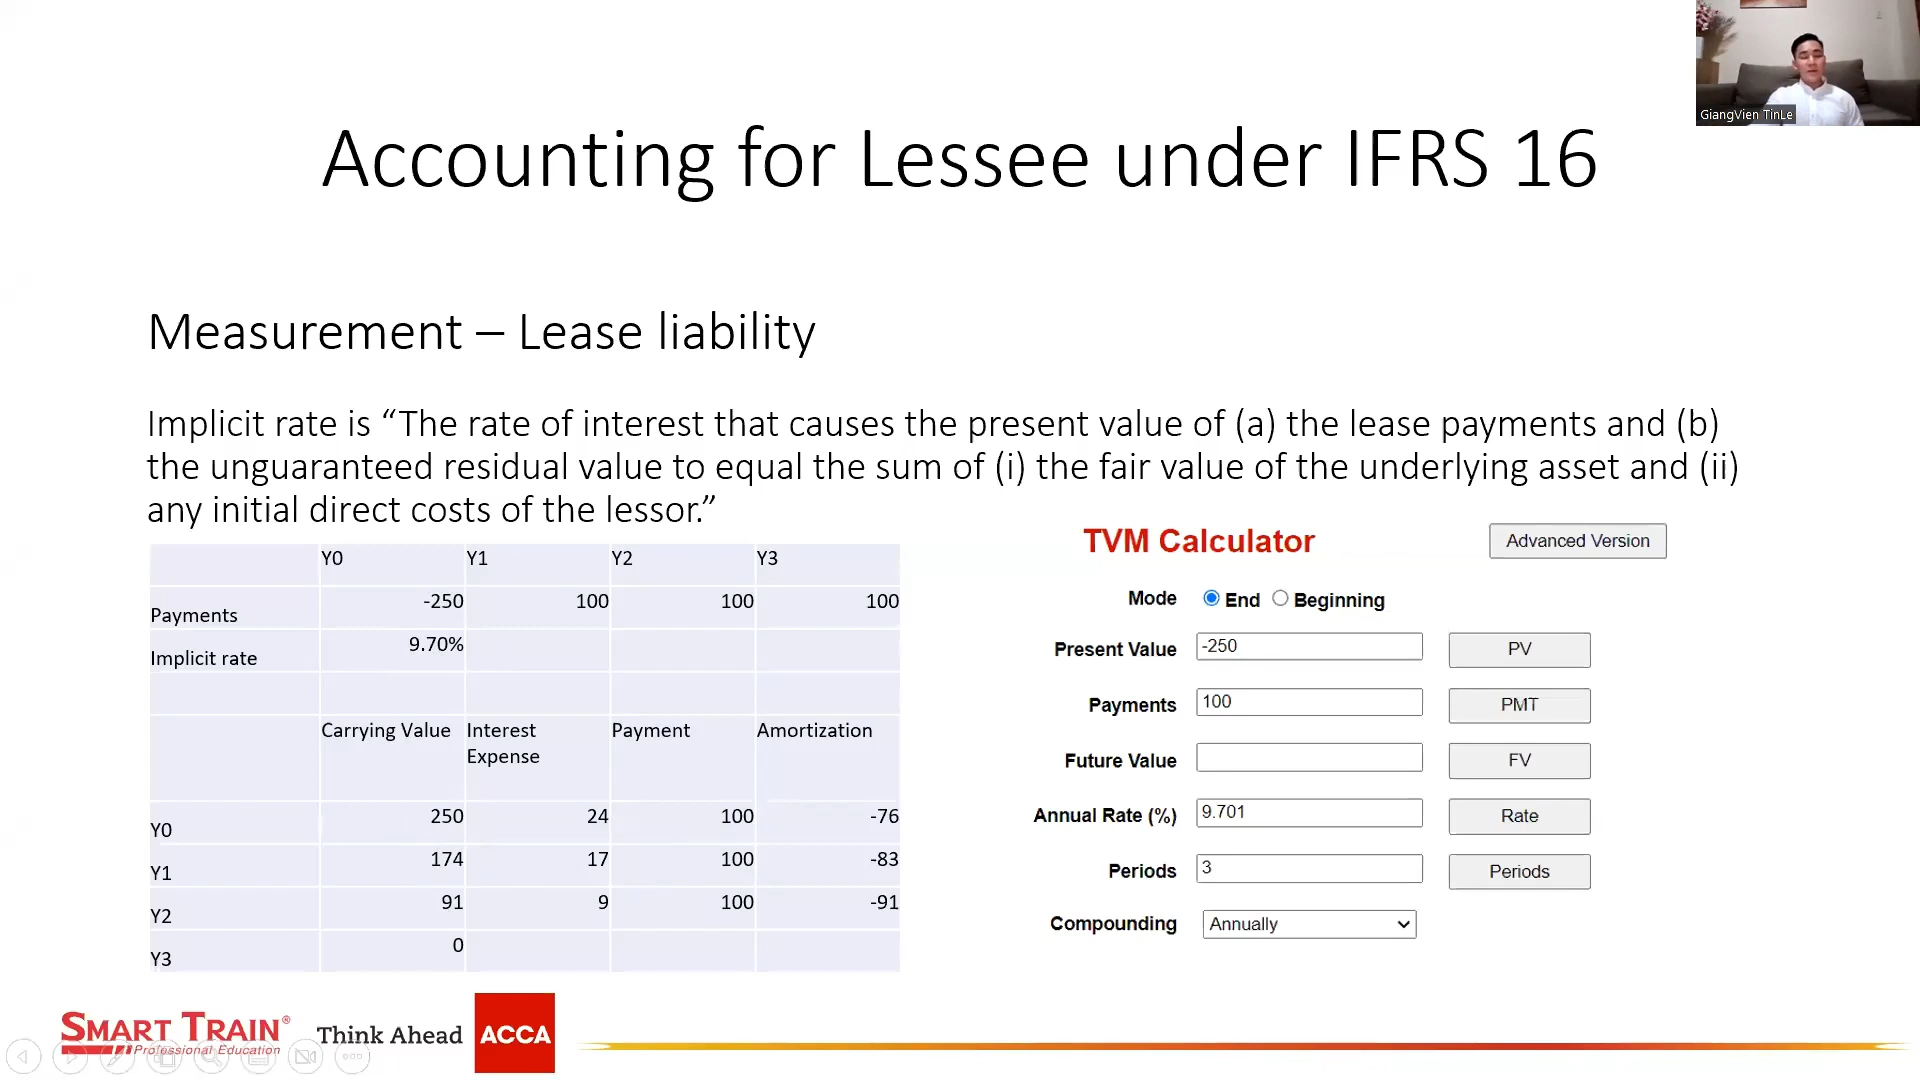 GiangVien TinLe
Accounting for Lessee under IFRS 16
Measurement – Lease liability
Implicit rate is “The rate of interest that causes the present value of (a) the lease payments and (b)
the unguaranteed residual value to equal the sum of (i) the fair value of the underlying asset and (ii)
any initial direct costs of the lessor.”
Y0 Y1 Y2 Y3
Payments -250 100 100 100
Implicit rate 9.70%
Carrying Value Interest Expense Payment Amortization
Y0 250 24 100 -76
Y1 174 17 100 -83
Y2 91 9 100 -91
Y3 0
TVM Calculator Advanced Version
Mode End Beginning
Present Value -250 PV
Payments 100 PMT
Future Value FV
Annual Rate (%) 9.701 Rate
Periods 3 Periods
Compounding Annually
SMART TRAIN®
Professional Education
Think Ahead ACCA